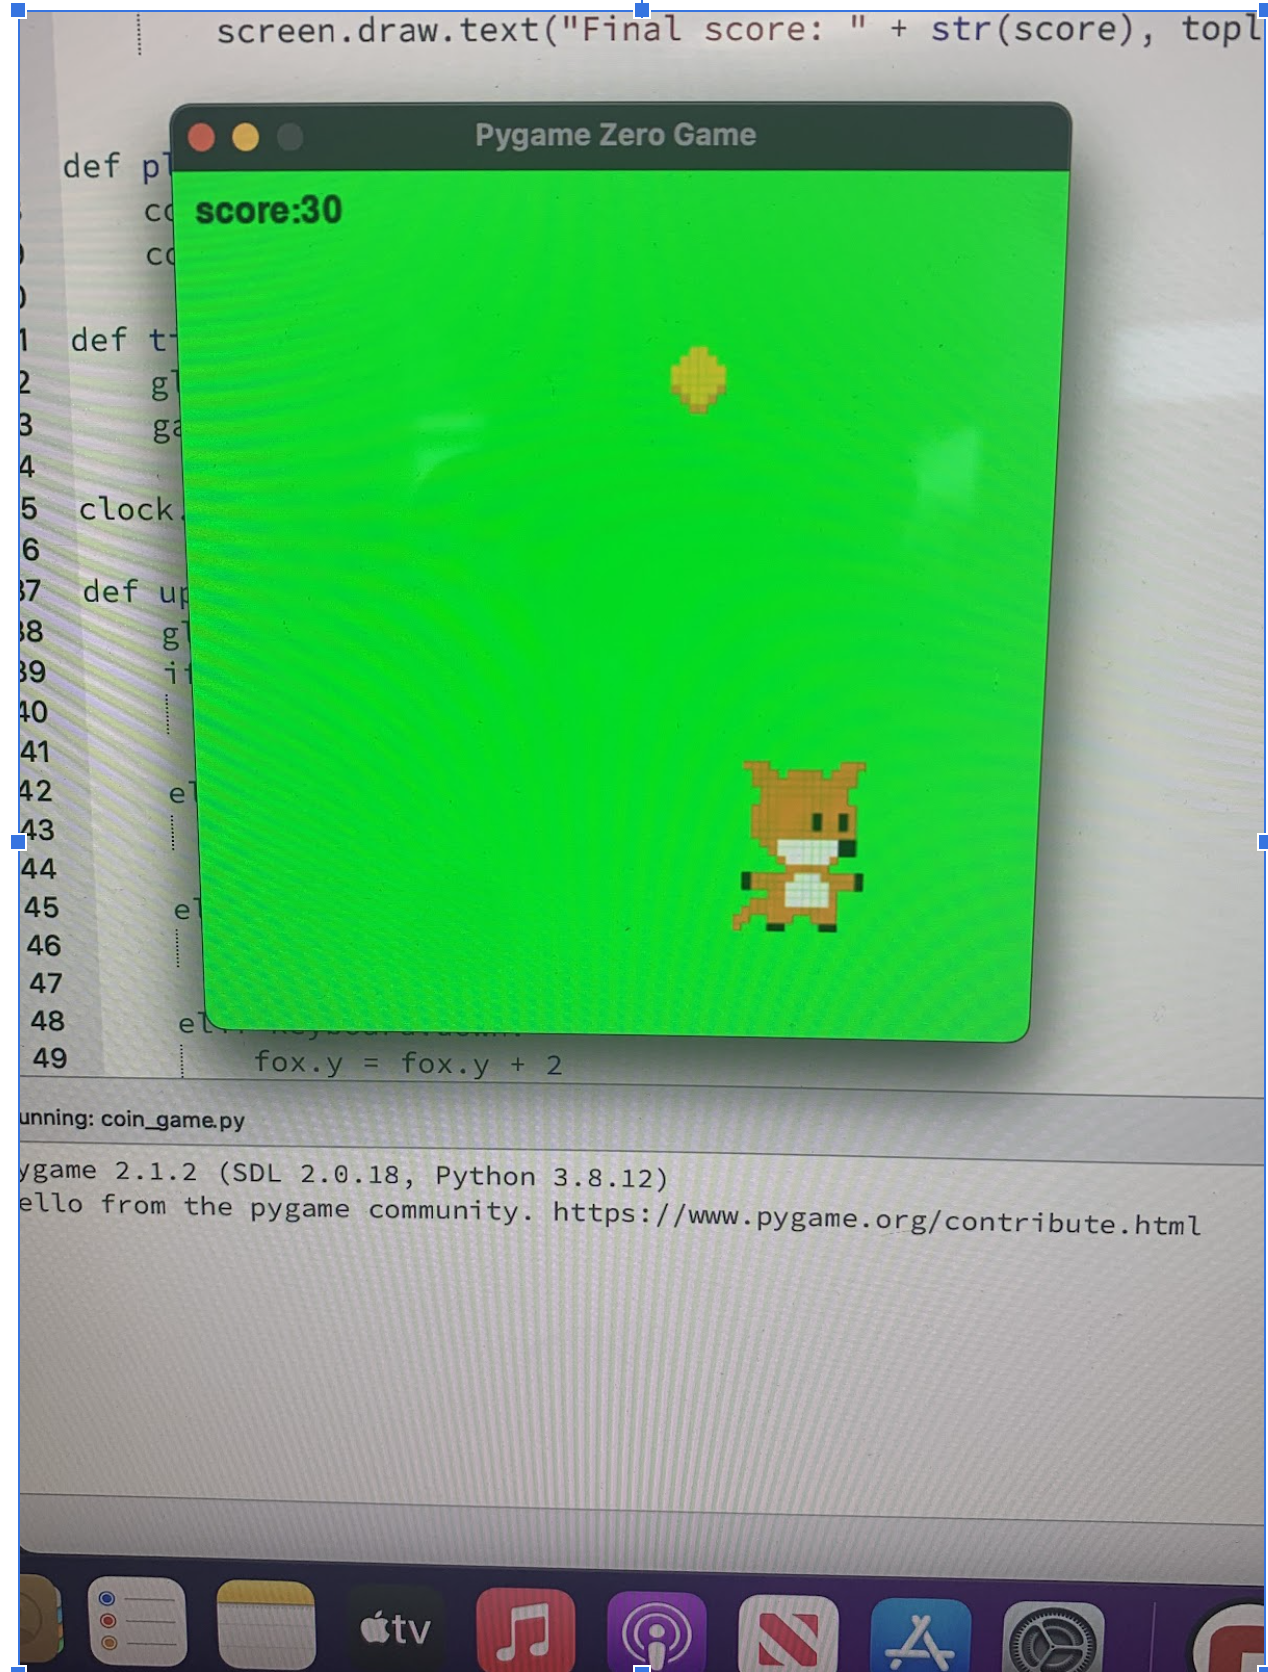 screen.draw.text("Final score: " + str(score), topl
Pygame Zero Game
score:30
def pl
co
co
def ti
gl
ga
clock.
def up
gl
if
el
el
el
fox.y = fox.y + 2
1
2
3
4
5
6
37
38
39
40
41
42
43
44
45
46
47
48
49
unning: coin_game.py
ygame 2.1.2 (SDL 2.0.18, Python 3.8.12)
ello from the pygame community. https://www.pygame.org/contribute.html
tv